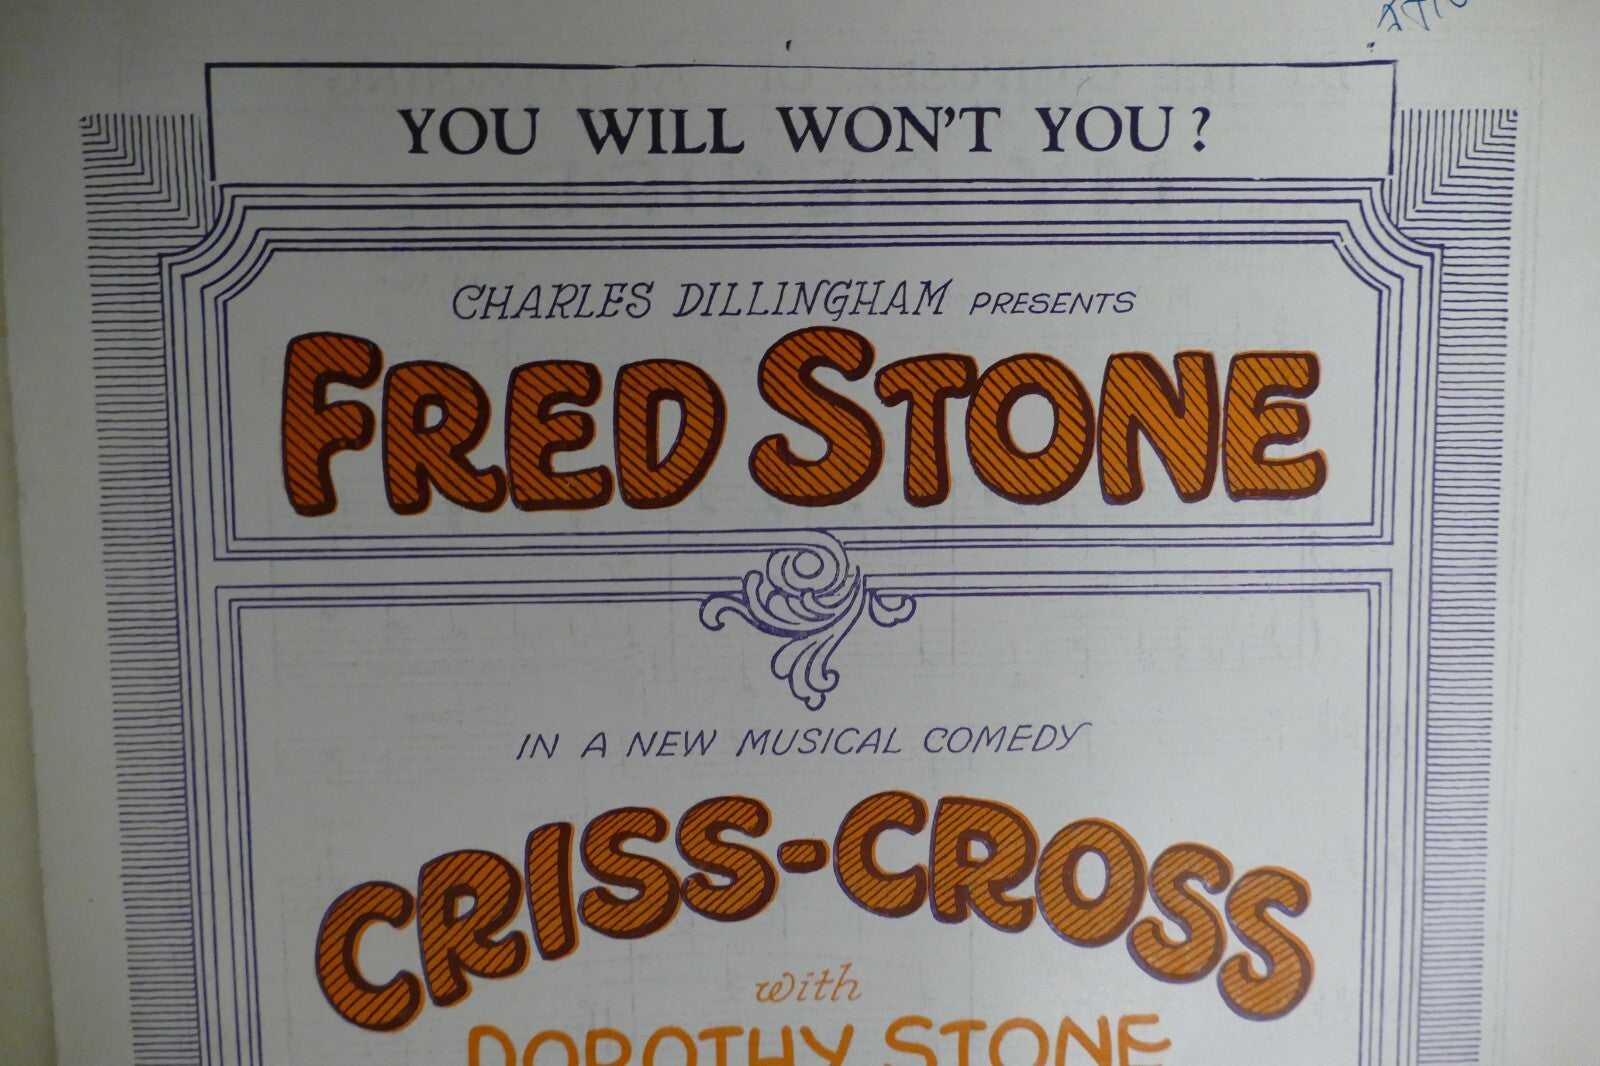 YOU WILL WON'T YOU?
CHARLES DILLINGHAM PRESENTS
FRED STONE
IN A NEW MUSICAL COMEDY
CRISS-CROSS
with
DOROTHY STONE